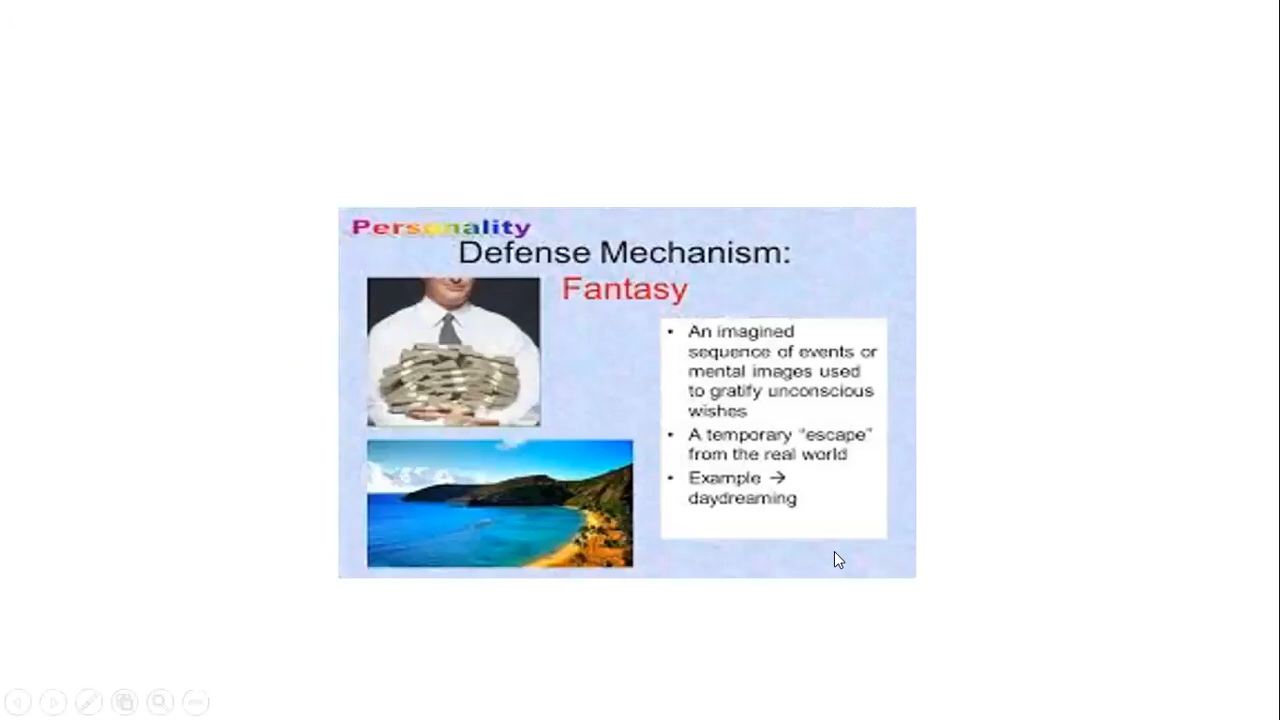 Personality
Defense Mechanism:
Fantasy
• An imagined
sequence of events or
mental images used
to gratify unconscious
wishes
• A temporary "escape"
from the real world
• Example →
daydreaming